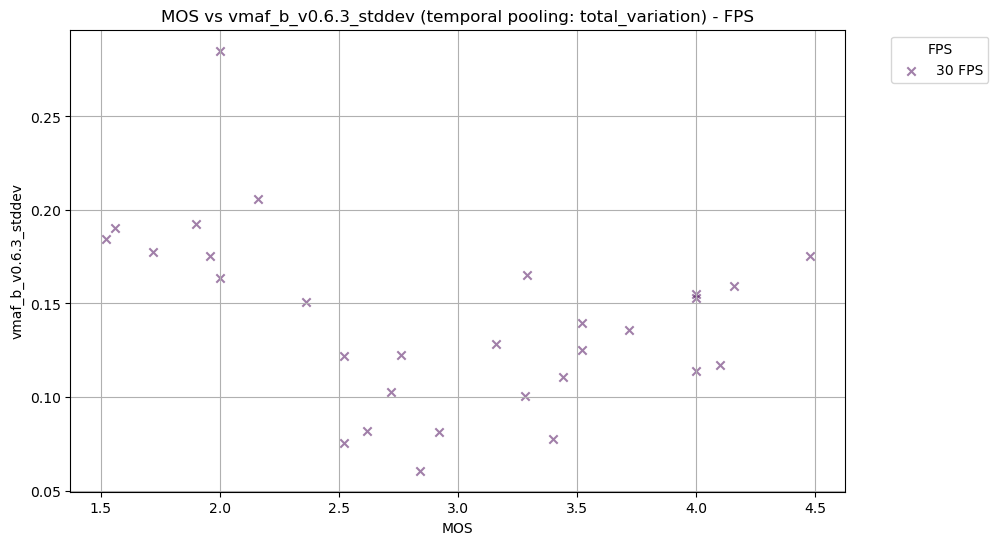 MOS vs vmaf_b_v0.6.3_stddev (temporal pooling: total_variation) - FPS
FPS
30 FPS
vmaf_b_v0.6.3_stddev
0.25
0.20
0.15
0.10
0.05
1.5 2.0 2.5 3.0 3.5 4.0 4.5
MOS